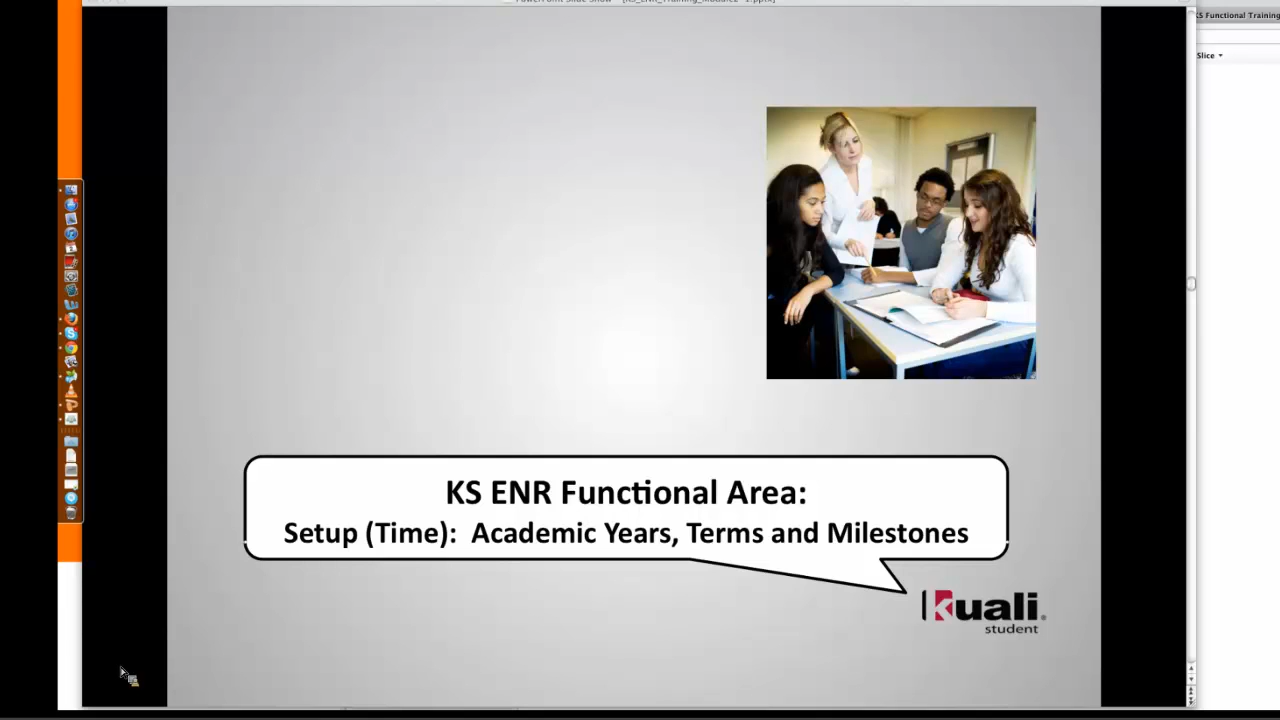 KS Functional Training
Slice
KS ENR Functional Area:
Setup (Time): Academic Years, Terms and Milestones
kuali
student